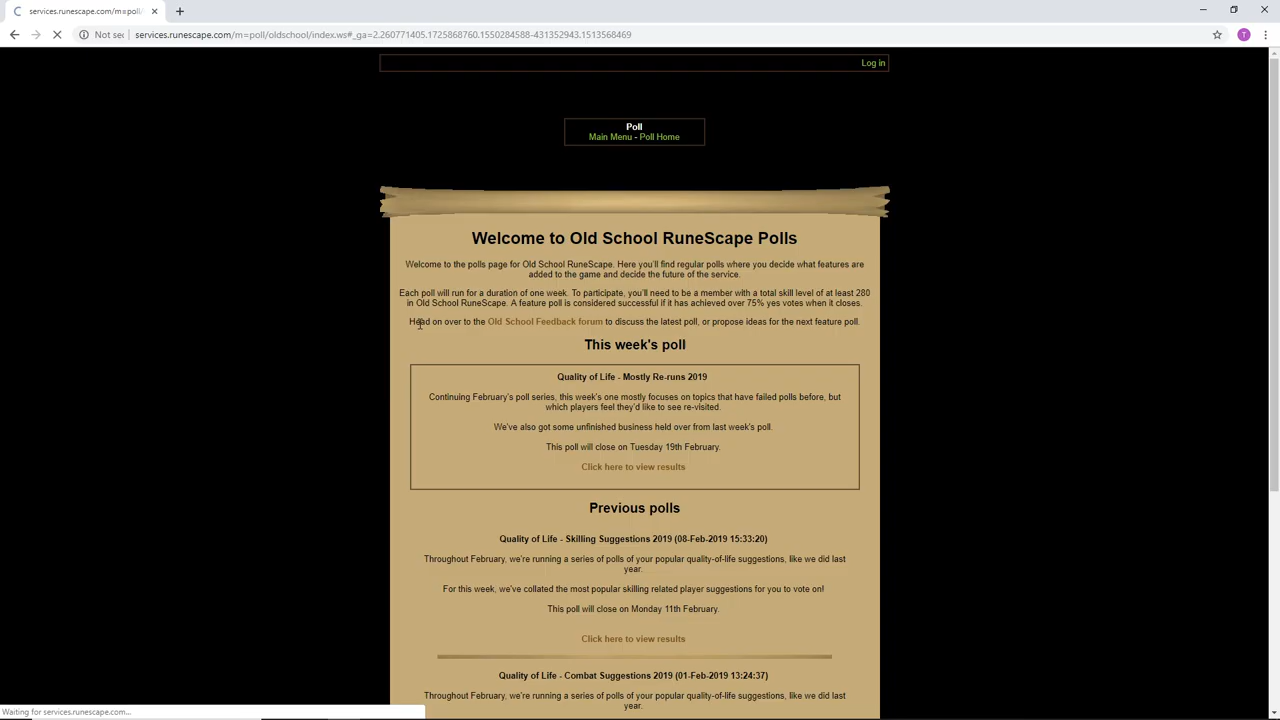 services.runescape.com/m=poll/
Not sec
services.runescape.com/m=poll/oldschool/index.ws#_ga=2.260771405.1725868760.1550284588-431352943.1513568469
T
Log in
Poll
Main Menu - Poll Home
Welcome to Old School RuneScape Polls
Welcome to the polls page for Old School RuneScape. Here you'll find regular polls where you decide what features are
added to the game and decide the future of the service.
Each poll will run for a duration of one week. To participate, you'll need to be a member with a total skill level of at least 280
in Old School RuneScape. A feature poll is considered successful if it has achieved over 75% yes votes when it closes.
Head on over to the Old School Feedback forum to discuss the latest poll, or propose ideas for the next feature poll.
This week's poll
Quality of Life - Mostly Re-runs 2019
Continuing February's poll series, this week's one mostly focuses on topics that have failed polls before, but
which players feel they'd like to see re-visited.
We've also got some unfinished business held over from last week's poll.
This poll will close on Tuesday 19th February.
Click here to view results
Previous polls
Quality of Life - Skilling Suggestions 2019 (08-Feb-2019 15:33:20)
Throughout February, we're running a series of polls of your popular quality-of-life suggestions, like we did last
year.
For this week, we've collated the most popular skilling related player suggestions for you to vote on!
This poll will close on Monday 11th February.
Click here to view results
Quality of Life - Combat Suggestions 2019 (01-Feb-2019 13:24:37)
Throughout February, we're running a series of polls of your popular quality-of-life suggestions, like we did last
year.
Waiting for services.runescape.com...